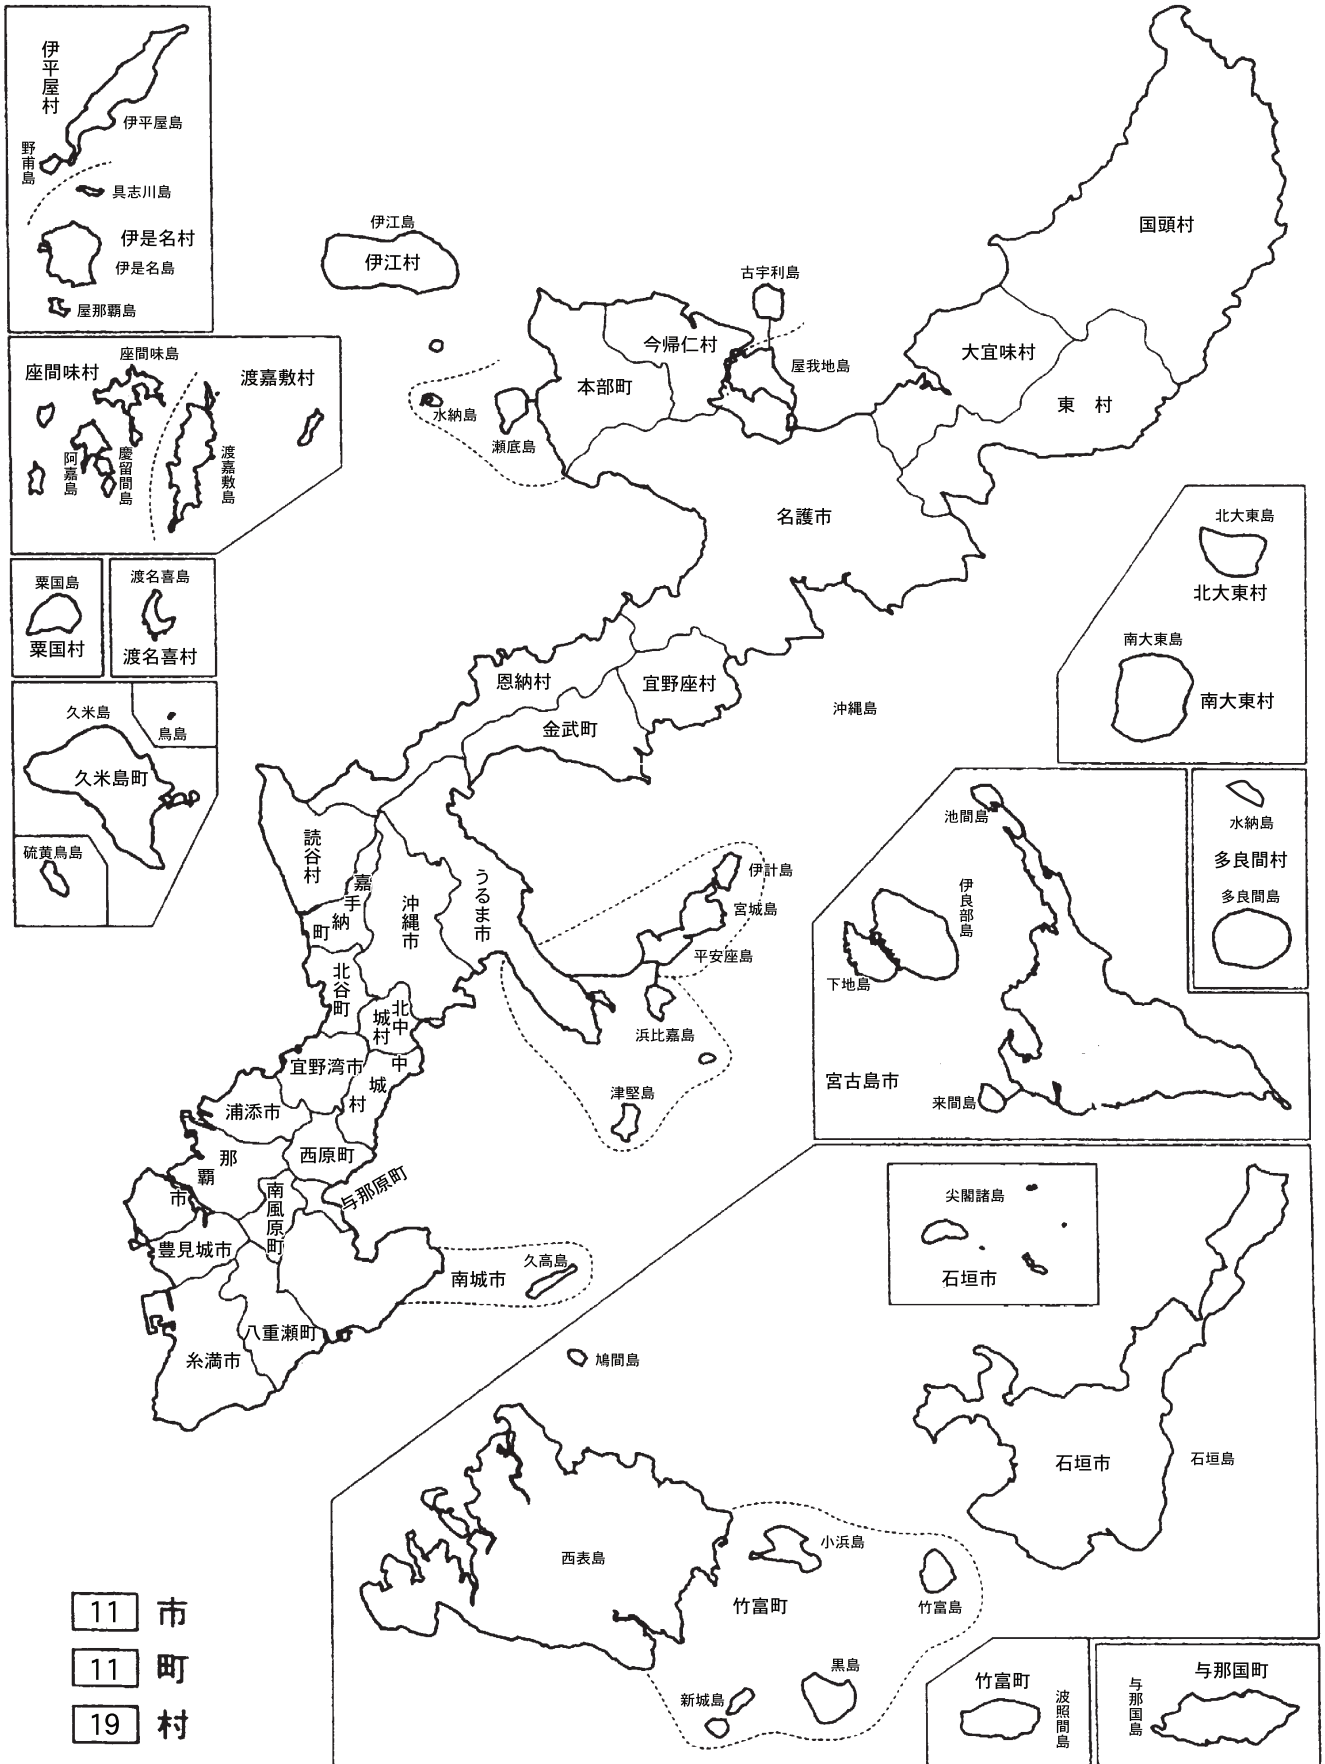 伊平屋村
伊平屋島
野甫島
具志川島
伊是名村
伊是名島
屋那覇島
伊江島
伊江村
古宇利島
国頭村
今帰仁村
大宜味村
屋我地島
本部町
東 村
水納島
瀬底島
名護市
座間味島
座間味村
渡嘉敷村
阿嘉島
慶留間島
渡嘉敷島
粟国島
粟国村
渡名喜島
渡名喜村
久米島
鳥島
久米島町
硫黄鳥島
北大東島
北大東村
南大東島
南大東村
恩納村
宜野座村
金武町
沖縄島
読谷村
嘉手納町
沖縄市
うるま市
伊計島
宮城島
平安座島
浜比嘉島
津堅島
北谷町
北中城村
宜野湾市
中城村
浦添市
西原町
那覇市
南風原町
与那原町
豊見城市
南城市
久高島
八重瀬町
糸満市
池間島
伊良部島
下地島
宮古島市
来間島
水納島
多良間村
多良間島
尖閣諸島
石垣市
鳩間島
石垣市
石垣島
西表島
小浜島
竹富町
竹富島
黒島
新城島
竹富町
波照間島
与那国町
与那国島
11 市
11 町
19 村